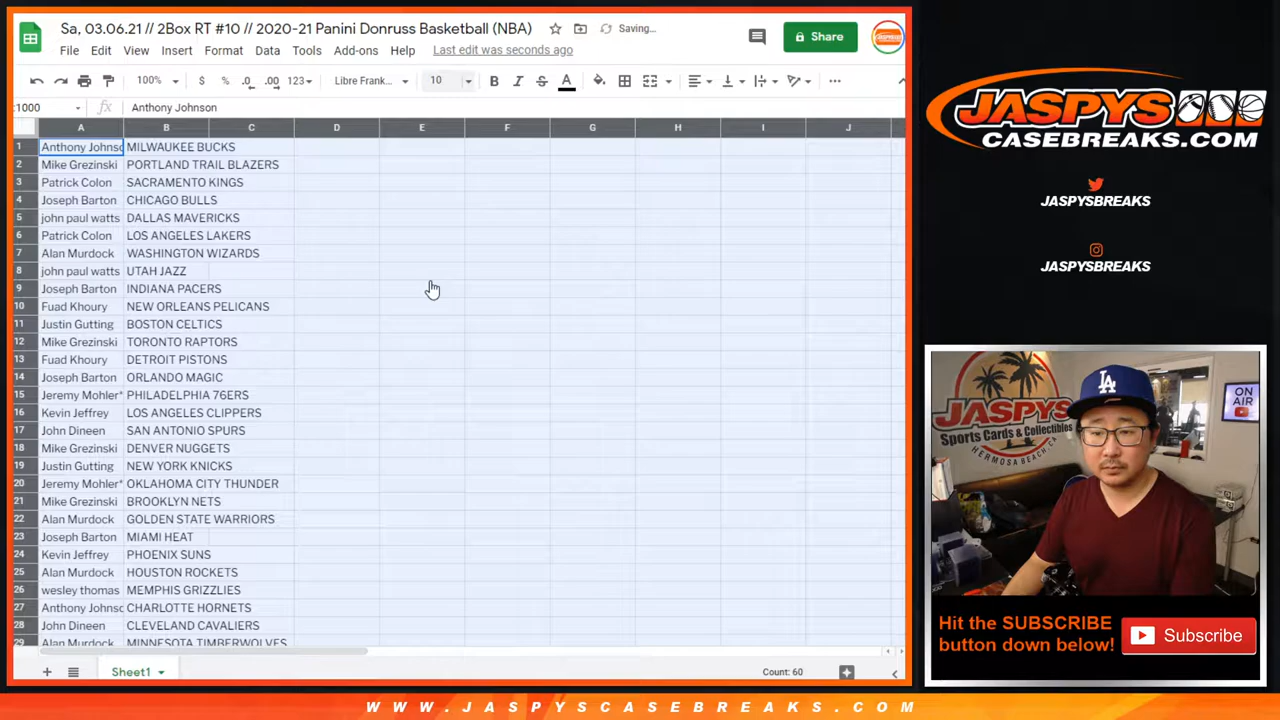 Sa, 03.06.21 // 2Box RT #10 // 2020-21 Panini Donruss Basketball (NBA)
Saving...
Share
File Edit View Insert Format Data Tools Add-ons Help Last edit was seconds ago
100% $ % .0 .00 123 Libre Frank... 10 B I S A
:1000 fx Anthony Johnson
A B C D E F G H I J
1 Anthony Johnso MILWAUKEE BUCKS
2 Mike Grezinski PORTLAND TRAIL BLAZERS
3 Patrick Colon SACRAMENTO KINGS
4 Joseph Barton CHICAGO BULLS
5 john paul watts DALLAS MAVERICKS
6 Patrick Colon LOS ANGELES LAKERS
7 Alan Murdock WASHINGTON WIZARDS
8 john paul watts UTAH JAZZ
9 Joseph Barton INDIANA PACERS
10 Fuad Khoury NEW ORLEANS PELICANS
11 Justin Gutting BOSTON CELTICS
12 Mike Grezinski TORONTO RAPTORS
13 Fuad Khoury DETROIT PISTONS
14 Joseph Barton ORLANDO MAGIC
15 Jeremy Mohler* PHILADELPHIA 76ERS
16 Kevin Jeffrey LOS ANGELES CLIPPERS
17 John Dineen SAN ANTONIO SPURS
18 Mike Grezinski DENVER NUGGETS
19 Justin Gutting NEW YORK KNICKS
20 Jeremy Mohler* OKLAHOMA CITY THUNDER
21 Mike Grezinski BROOKLYN NETS
22 Alan Murdock GOLDEN STATE WARRIORS
23 Joseph Barton MIAMI HEAT
24 Kevin Jeffrey PHOENIX SUNS
25 Alan Murdock HOUSTON ROCKETS
26 wesley thomas MEMPHIS GRIZZLIES
27 Anthony Johnso CHARLOTTE HORNETS
28 John Dineen CLEVELAND CAVALIERS
29 Alan Murdock MINNESOTA TIMBERWOLVES
Sheet1
Count: 60
JASPYS
CASEBREAKS.COM
JASPYSBREAKS
JASPYSBREAKS
JASPYS
Sports Cards & Collectibles
HERMOSA BEACH, CA
LA
ON
AIR
Hit the SUBSCRIBE
button down below!
Subscribe
WWW.JASPYSCASEBREAKS.COM